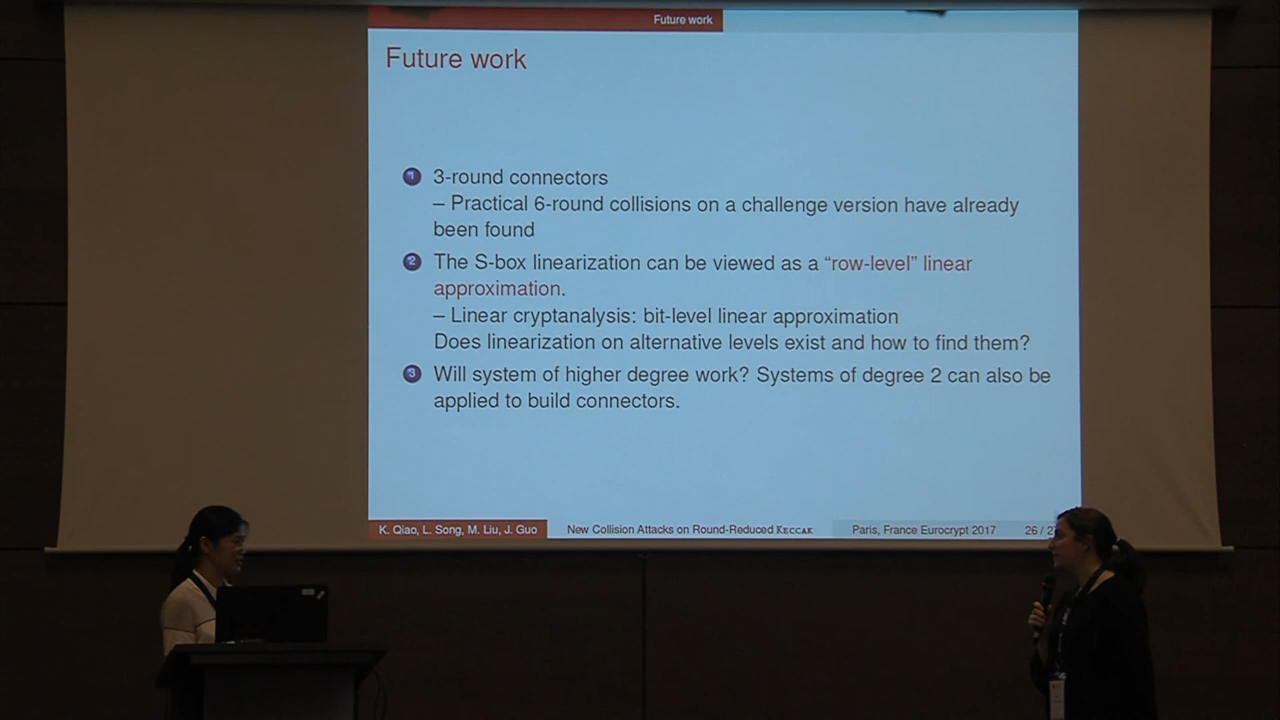 Future work
Future work
1 3-round connectors
– Practical 6-round collisions on a challenge version have already
been found
2 The S-box linearization can be viewed as a “row-level” linear
approximation.
– Linear cryptanalysis: bit-level linear approximation
Does linearization on alternative levels exist and how to find them?
3 Will system of higher degree work? Systems of degree 2 can also be
applied to build connectors.
K. Qiao, L. Song, M. Liu, J. Guo New Collision Attacks on Round-Reduced KECCAK Paris, France Eurocrypt 2017 26 /